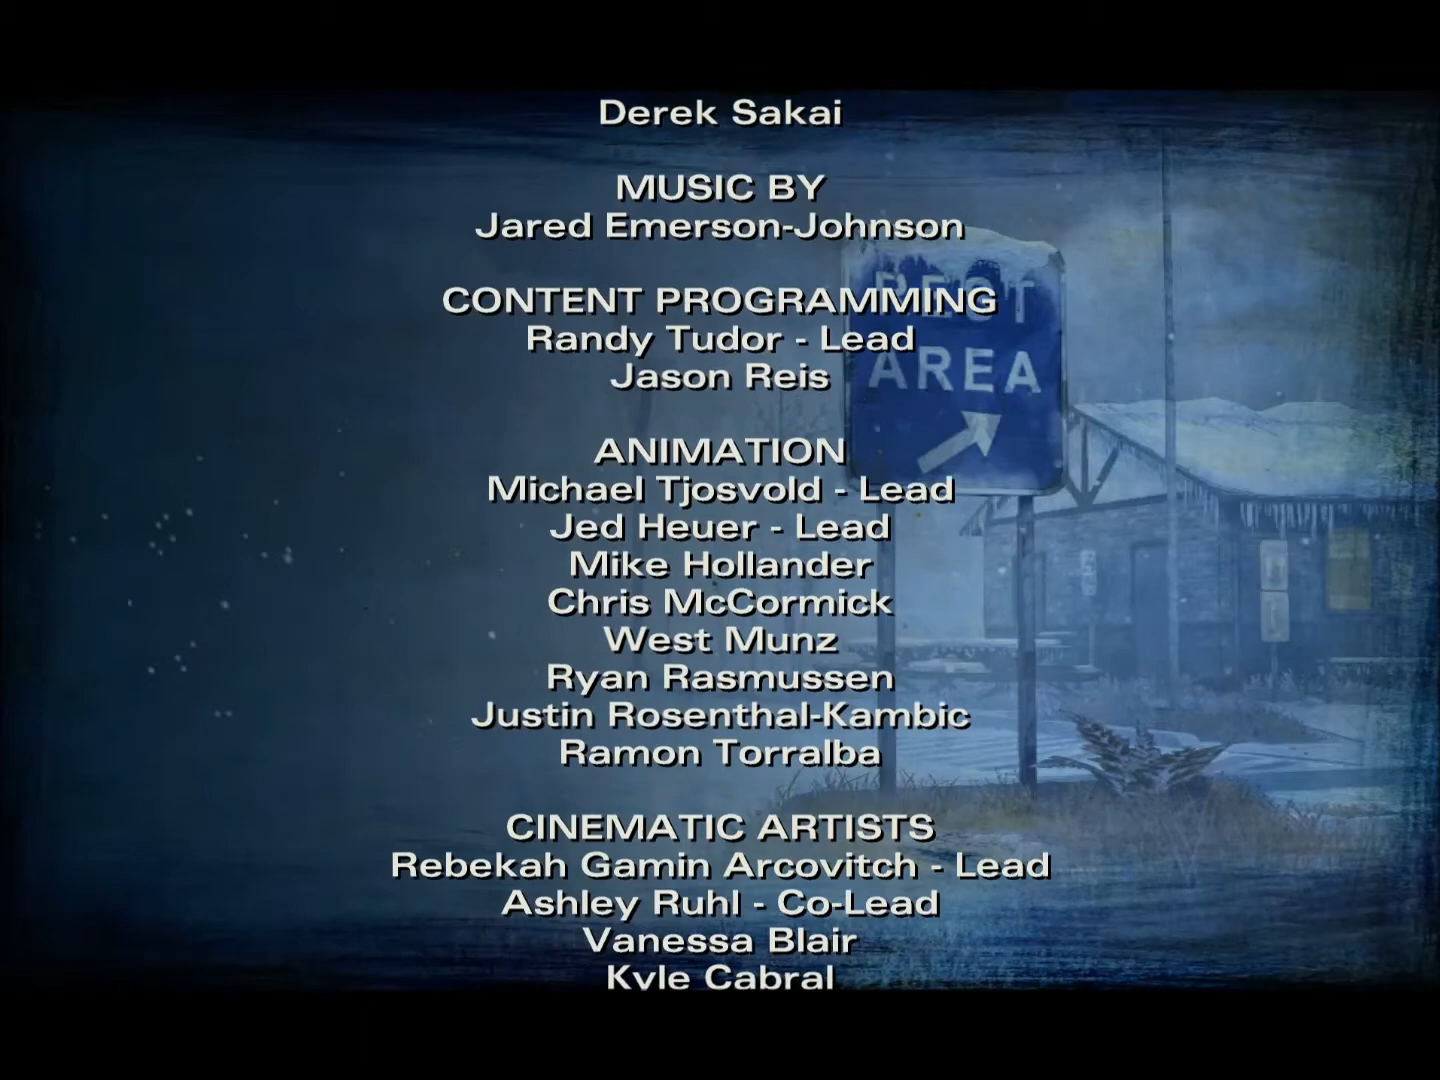 Derek Sakai
MUSIC BY
Jared Emerson-Johnson
CONTENT PROGRAMMING
Randy Tudor - Lead
Jason Reis
ANIMATION
Michael Tjosvold - Lead
Jed Heuer - Lead
Mike Hollander
Chris McCormick
West Munz
Ryan Rasmussen
Justin Rosenthal-Kambic
Ramon Torralba
CINEMATIC ARTISTS
Rebekah Gamin Arcovitch - Lead
Ashley Ruhl - Co-Lead
Vanessa Blair
Kyle Cabral
REST
AREA